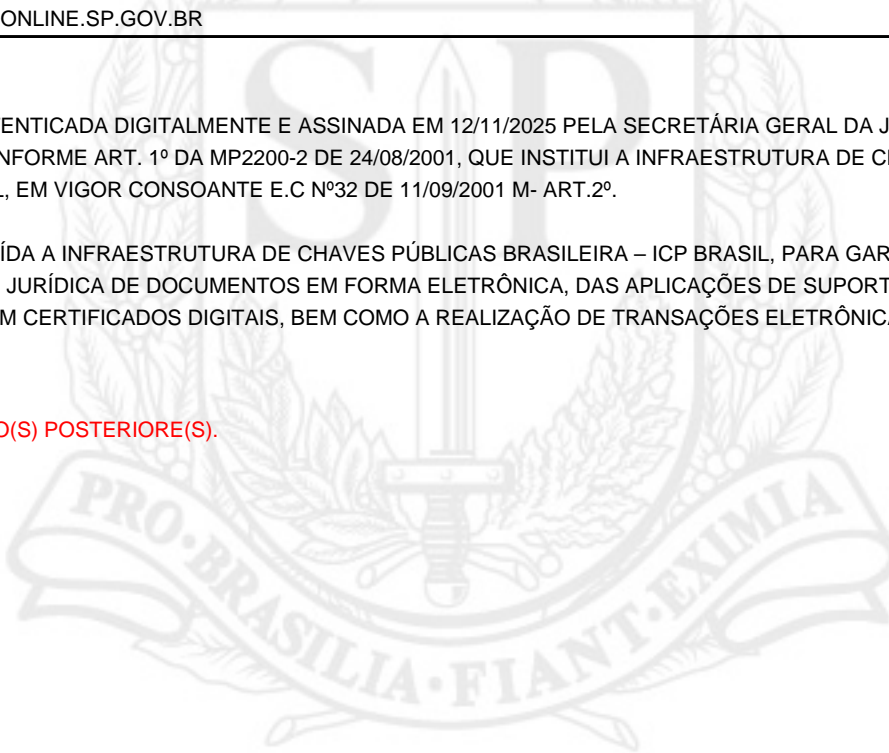 ONLINE.SP.GOV.BR
SP
ENTICADA DIGITALMENTE E ASSINADA EM 12/11/2025 PELA SECRETÁRIA GERAL DA J
NFORME ART. 1º DA MP2200-2 DE 24/08/2001, QUE INSTITUI A INFRAESTRUTURA DE C
L, EM VIGOR CONSOANTE E.C Nº32 DE 11/09/2001 M- ART.2º.
ÍDA A INFRAESTRUTURA DE CHAVES PÚBLICAS BRASILEIRA – ICP BRASIL, PARA GAR
JURÍDICA DE DOCUMENTOS EM FORMA ELETRÔNICA, DAS APLICAÇÕES DE SUPORT
M CERTIFICADOS DIGITAIS, BEM COMO A REALIZAÇÃO DE TRANSAÇÕES ELETRÔNICA
O(S) POSTERIORE(S).
PRO·BRASILIA·FIANT·EXIMIA